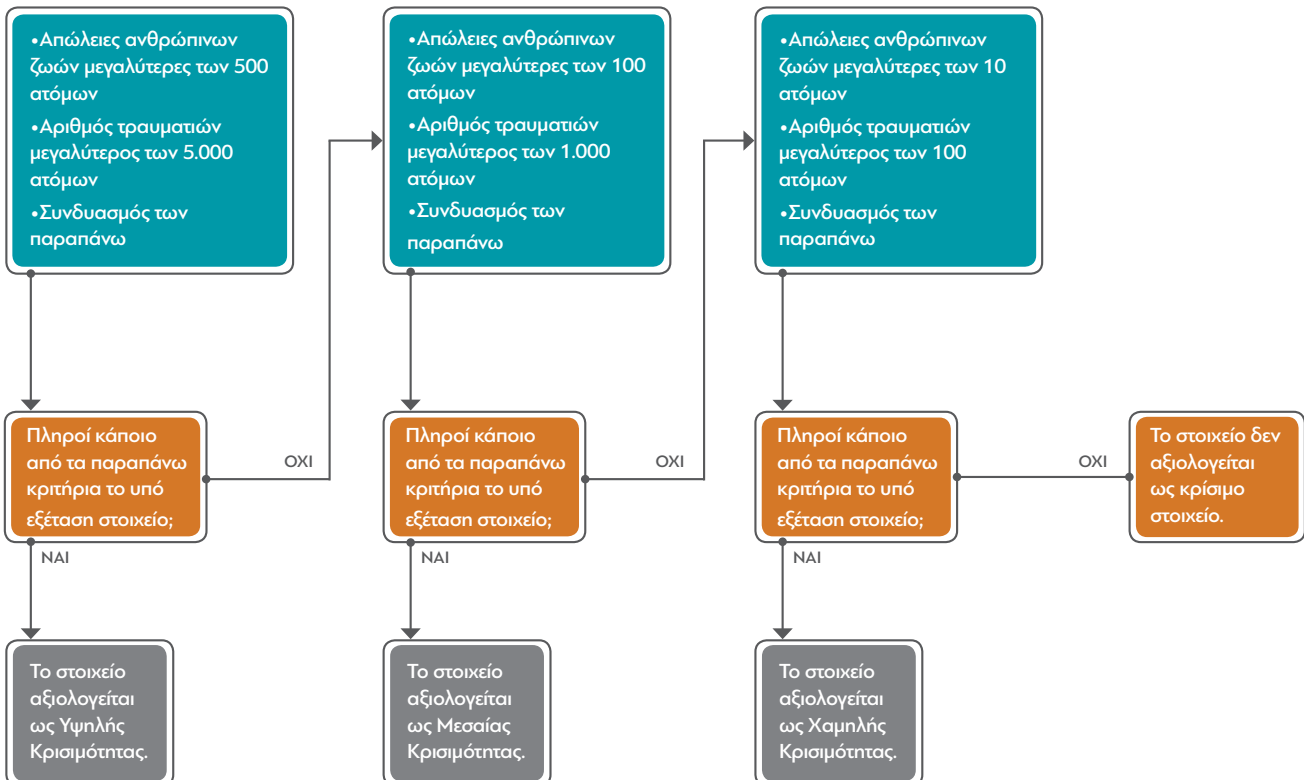 •Απώλειες ανθρώπινων
ζωών μεγαλύτερες των 500
ατόμων
•Αριθμός τραυματιών
μεγαλύτερος των 5.000
ατόμων
•Συνδυασμός των
παραπάνω
•Απώλειες ανθρώπινων
ζωών μεγαλύτερες των 100
ατόμων
•Αριθμός τραυματιών
μεγαλύτερος των 1.000
ατόμων
•Συνδυασμός των
παραπάνω
•Απώλειες ανθρώπινων
ζωών μεγαλύτερες των 10
ατόμων
•Αριθμός τραυματιών
μεγαλύτερος των 100
ατόμων
•Συνδυασμός των
παραπάνω
Πληροί κάποιο
από τα παραπάνω
κριτήρια το υπό
εξέταση στοιχείο;
ΟΧΙ
Πληροί κάποιο
από τα παραπάνω
κριτήρια το υπό
εξέταση στοιχείο;
ΟΧΙ
Πληροί κάποιο
από τα παραπάνω
κριτήρια το υπό
εξέταση στοιχείο;
ΟΧΙ
Το στοιχείο δεν
αξιολογείται
ως κρίσιμο
στοιχείο.
ΝΑΙ
ΝΑΙ
ΝΑΙ
Το στοιχείο
αξιολογείται
ως Υψηλής
Κρισιμότητας.
Το στοιχείο
αξιολογείται
ως Μεσαίας
Κρισιμότητας.
Το στοιχείο
αξιολογείται
ως Χαμηλής
Κρισιμότητας.